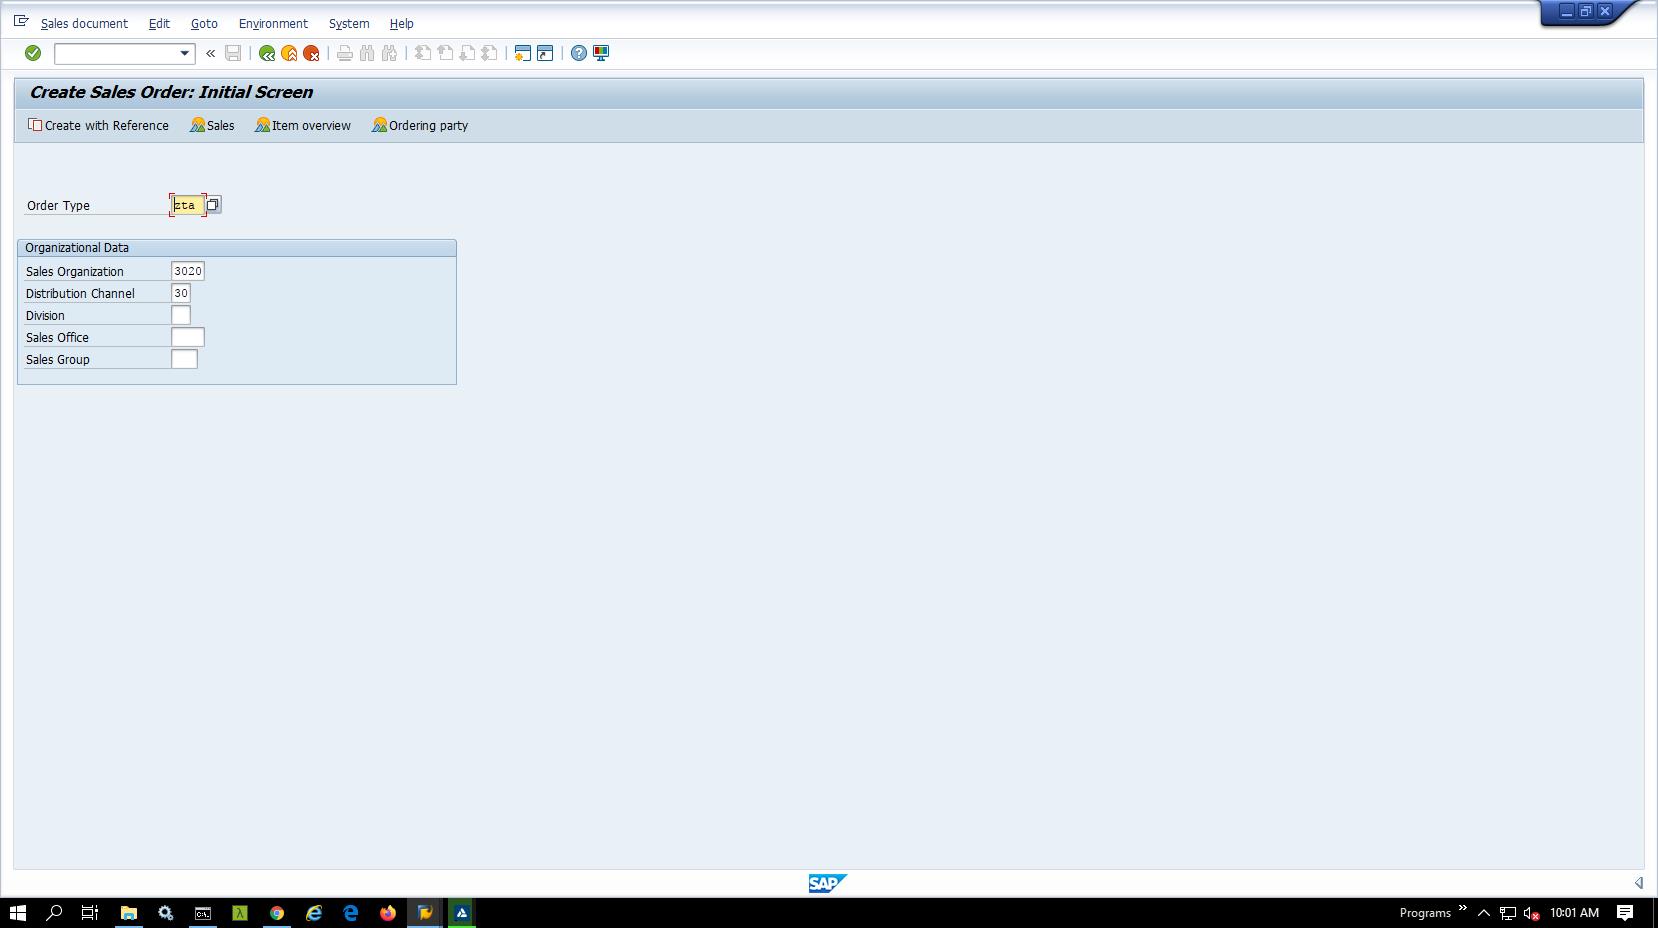 Sales document Edit Goto Environment System Help
Create Sales Order: Initial Screen
Create with Reference Sales Item overview Ordering party
Order Type zta
Organizational Data
Sales Organization 3020
Distribution Channel 30
Division
Sales Office
Sales Group
SAP
Programs 10:01 AM